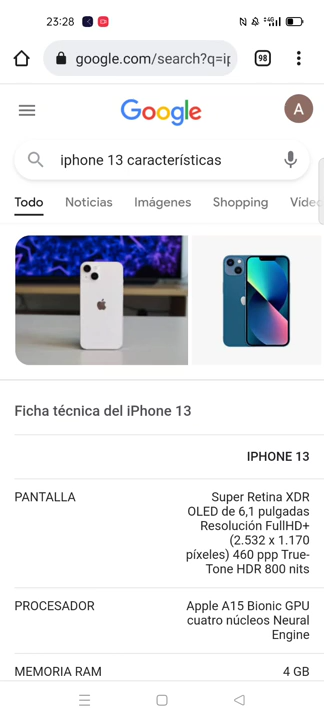 23:28
google.com/search?q=ip
98
Google
A
iphone 13 características
Todo Noticias Imágenes Shopping Víde
Ficha técnica del iPhone 13
IPHONE 13
PANTALLA
Super Retina XDR
OLED de 6,1 pulgadas
Resolución FullHD+
(2.532 x 1.170
píxeles) 460 ppp True-
Tone HDR 800 nits
PROCESADOR
Apple A15 Bionic GPU
cuatro núcleos Neural
Engine
MEMORIA RAM 4 GB